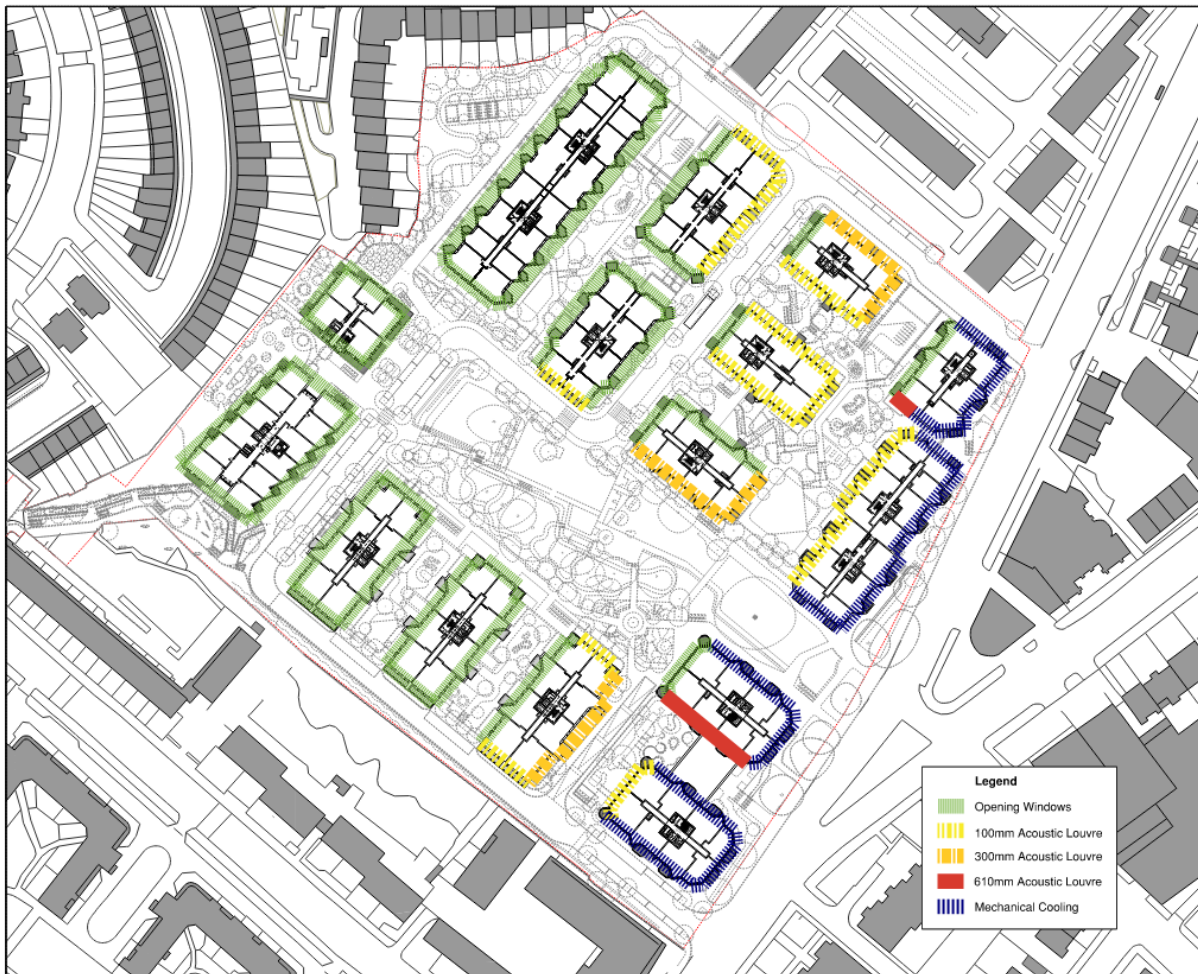 Legend
Opening Windows
100mm Acoustic Louvre
300mm Acoustic Louvre
610mm Acoustic Louvre
Mechanical Cooling